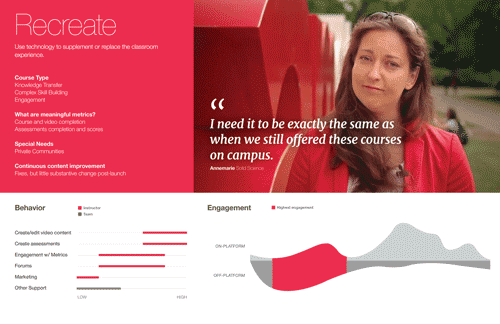 Recreate
Use technology to supplement or replace the classroom
experience.
Course Type
Knowledge Transfer
Complex Skill Building
Engagement
What are meaningful metrics?
Course and video completion
Assessments completion and scores
Special Needs
Private Communities
Continuous content improvement
Fixes, but little substantive change post-launch
“
I need it to be exactly the same as
when we still offered these courses
on campus.
Annemarie Solid Science
Behavior
Instructor
Team
Create/edit video content
Create assessments
Engagement w/ Metrics
Forums
Marketing
Other Support
LOW
HIGH
Engagement
Highest engagement
ON-PLATFORM
OFF-PLATFORM